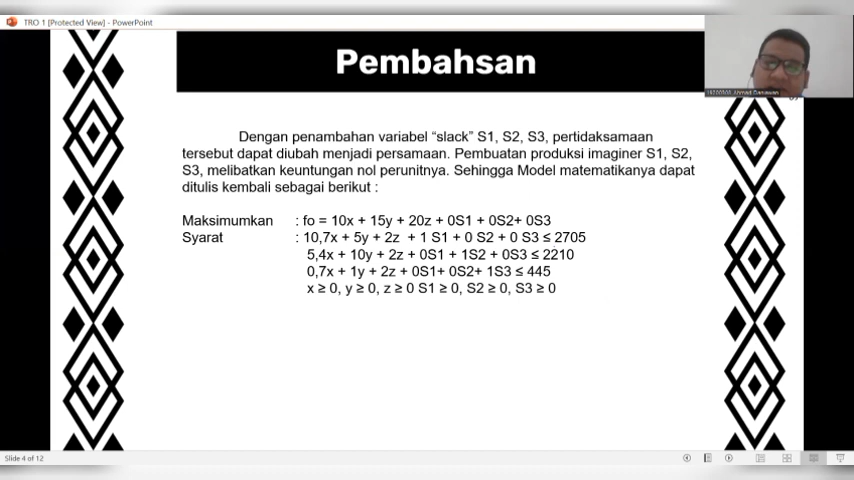 TRO 1 [Protected View] - PowerPoint
Pembahsan
Dengan penambahan variabel “slack” S1, S2, S3, pertidaksamaan
tersebut dapat diubah menjadi persamaan. Pembuatan produksi imaginer S1, S2,
S3, melibatkan keuntungan nol perunitnya. Sehingga Model matematikanya dapat
ditulis kembali sebagai berikut :
Maksimumkan : fo = 10x + 15y + 20z + 0S1 + 0S2+ 0S3
Syarat : 10,7x + 5y + 2z + 1 S1 + 0 S2 + 0 S3 ≤ 2705
5,4x + 10y + 2z + 0S1 + 1S2 + 0S3 ≤ 2210
0,7x + 1y + 2z + 0S1+ 0S2+ 1S3 ≤ 445
x ≥ 0, y ≥ 0, z ≥ 0 S1 ≥ 0, S2 ≥ 0, S3 ≥ 0
Slide 4 of 12